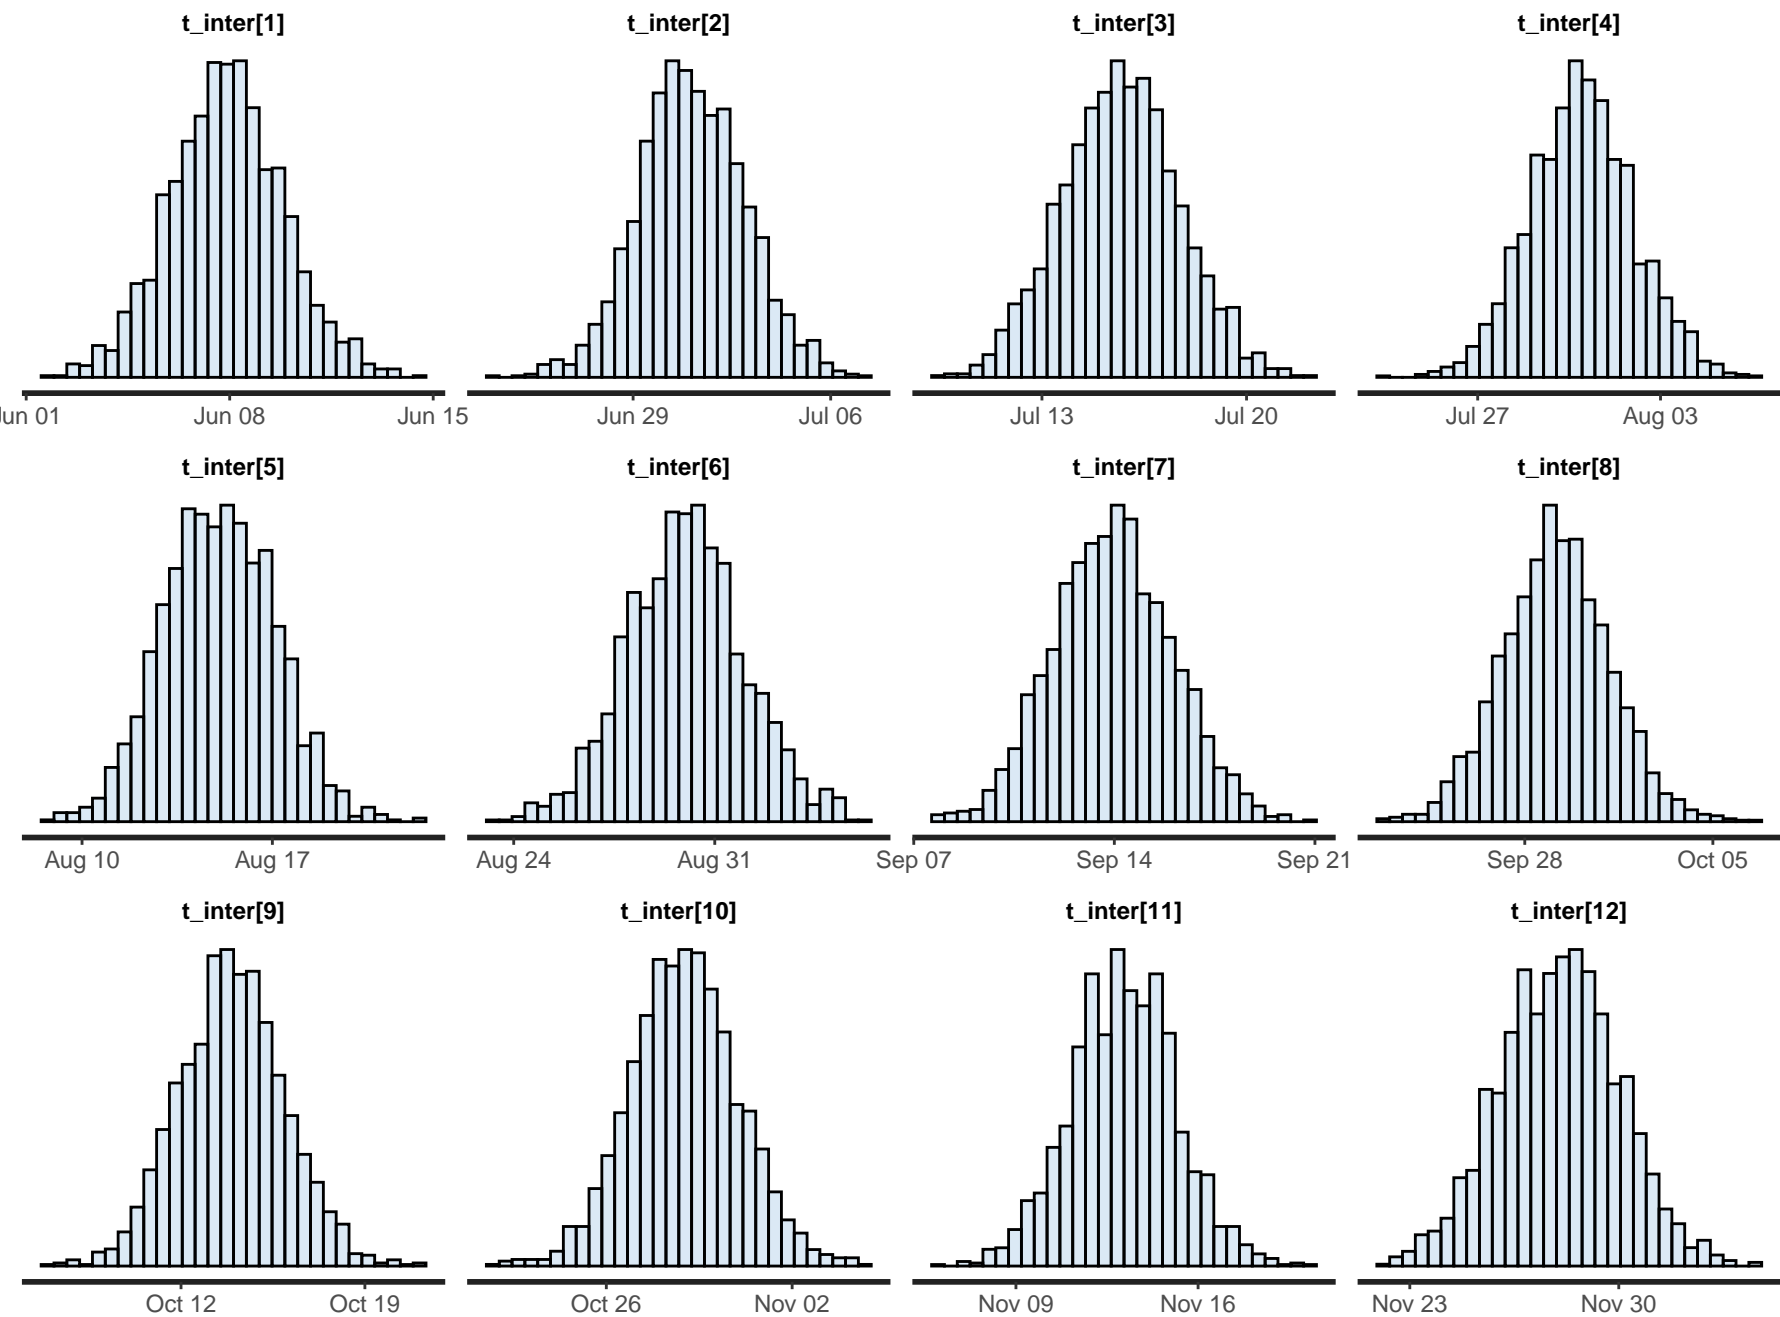 t_inter[1] t_inter[2] t_inter[3] t_inter[4]
Jun 01 Jun 08 Jun 15 Jun 29 Jul 06 Jul 13 Jul 20 Jul 27 Aug 03
t_inter[5] t_inter[6] t_inter[7] t_inter[8]
Aug 10 Aug 17 Aug 24 Aug 31 Sep 07 Sep 14 Sep 21 Sep 28 Oct 05
t_inter[9] t_inter[10] t_inter[11] t_inter[12]
Oct 12 Oct 19 Oct 26 Nov 02 Nov 09 Nov 16 Nov 23 Nov 30